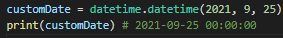 customDate = datetime.datetime(2021, 9, 25)
print(customDate) # 2021-09-25 00:00:00